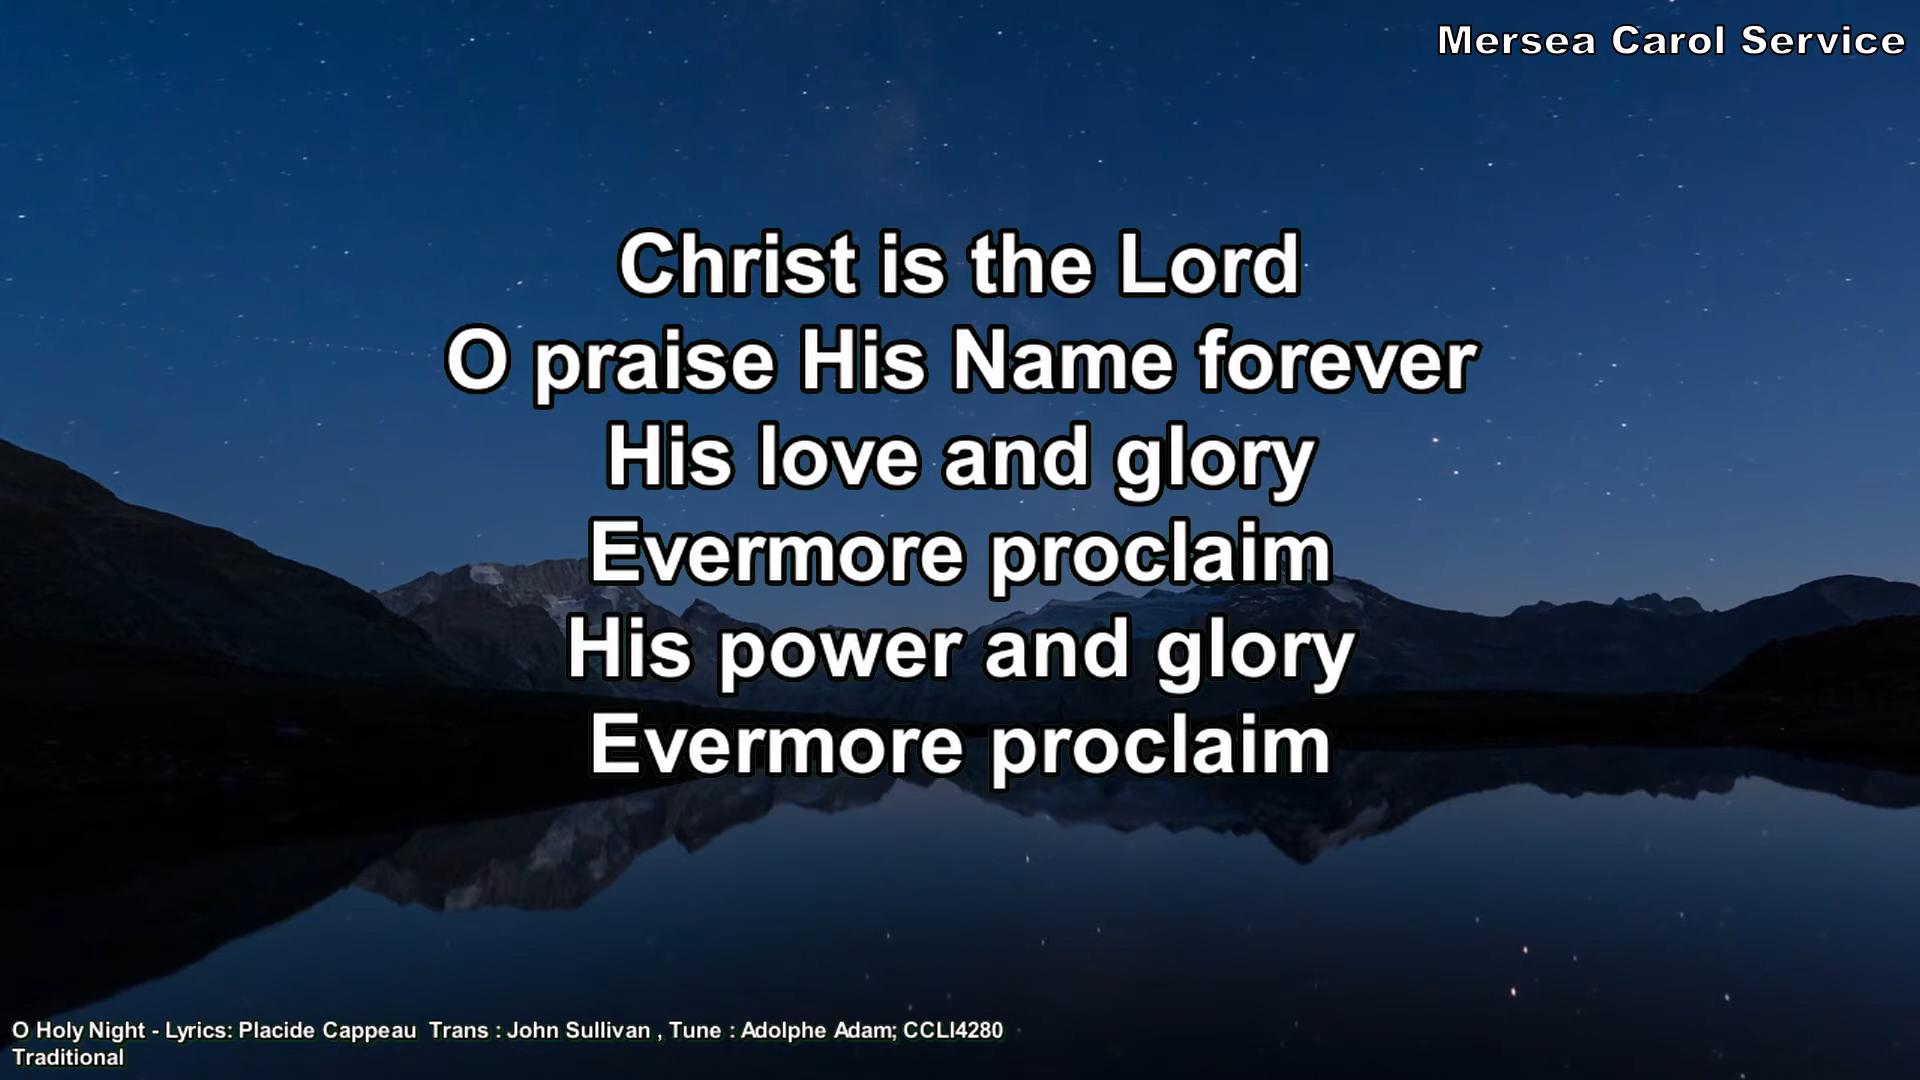 Mersea Carol Service
Christ is the Lord
O praise His Name forever
His love and glory
Evermore proclaim
His power and glory
Evermore proclaim
O Holy Night - Lyrics: Placide Cappeau  Trans : John Sullivan , Tune : Adolphe Adam; CCLI4280
Traditional